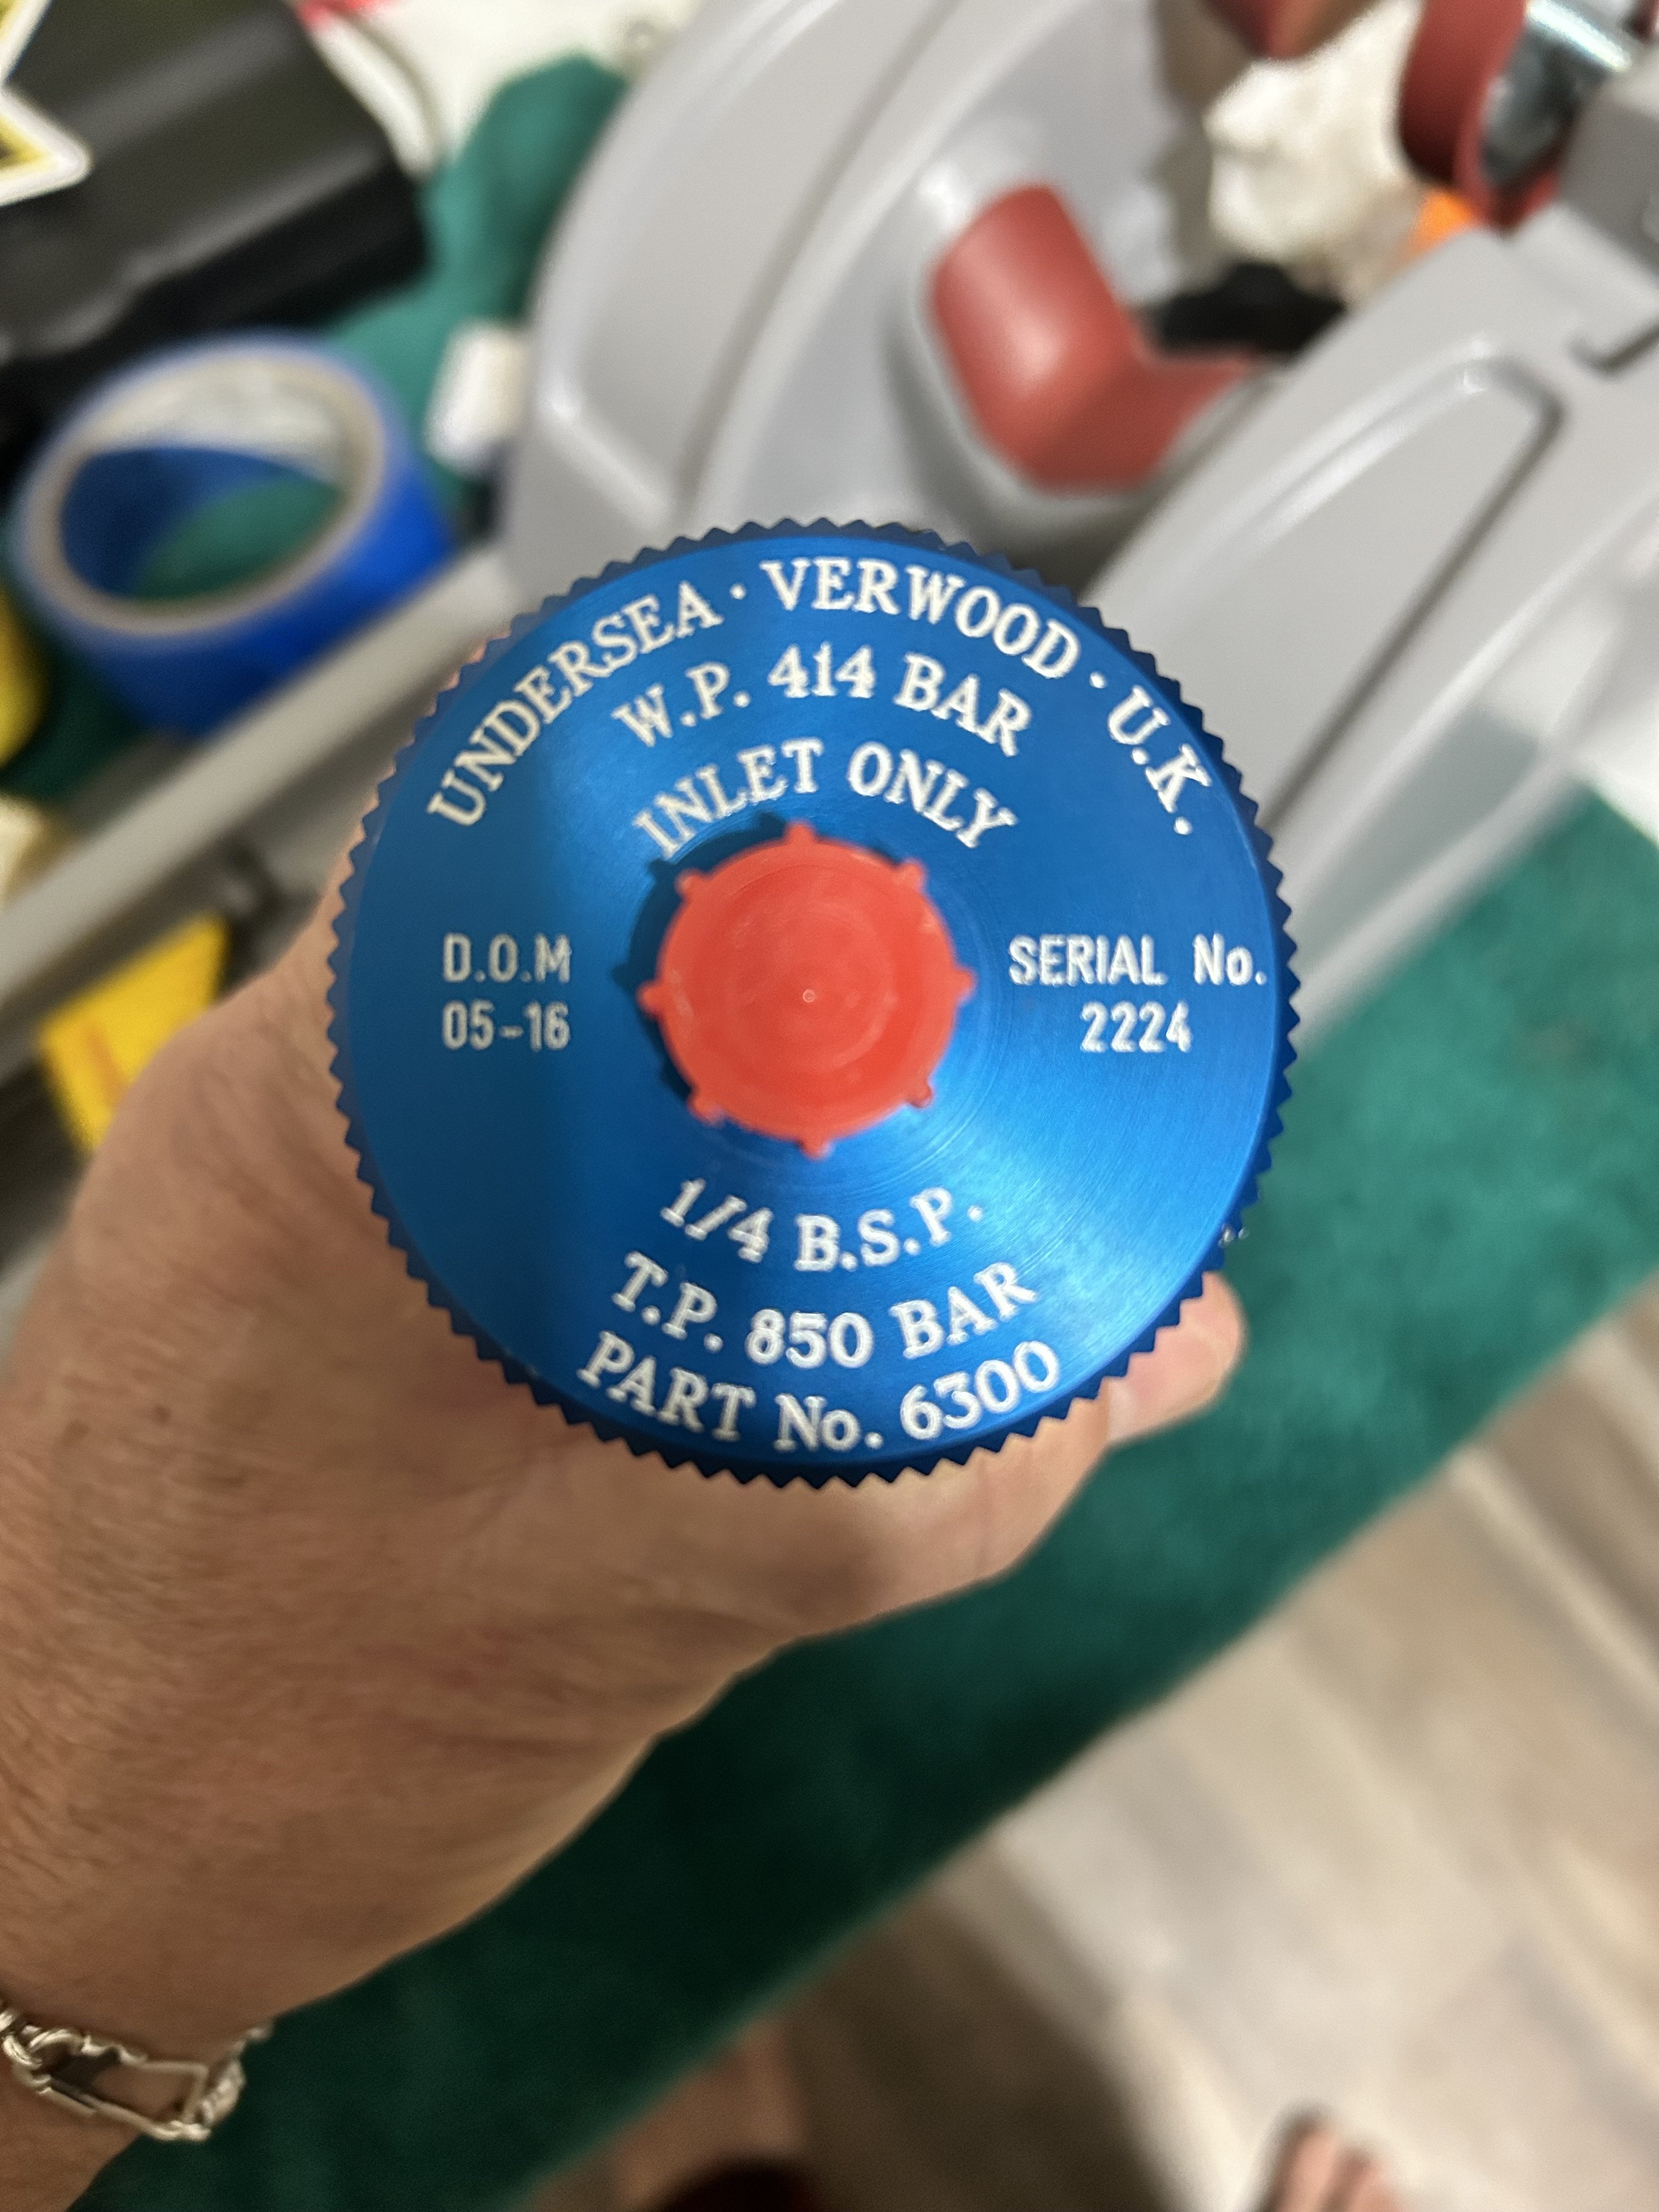 UNDERSEA · VERWOOD · U.K.
W.P. 414 BAR
INLET ONLY
D.O.M
05-16
SERIAL No.
2224
1/4 B.S.P.
T.P. 850 BAR
PART No. 6300